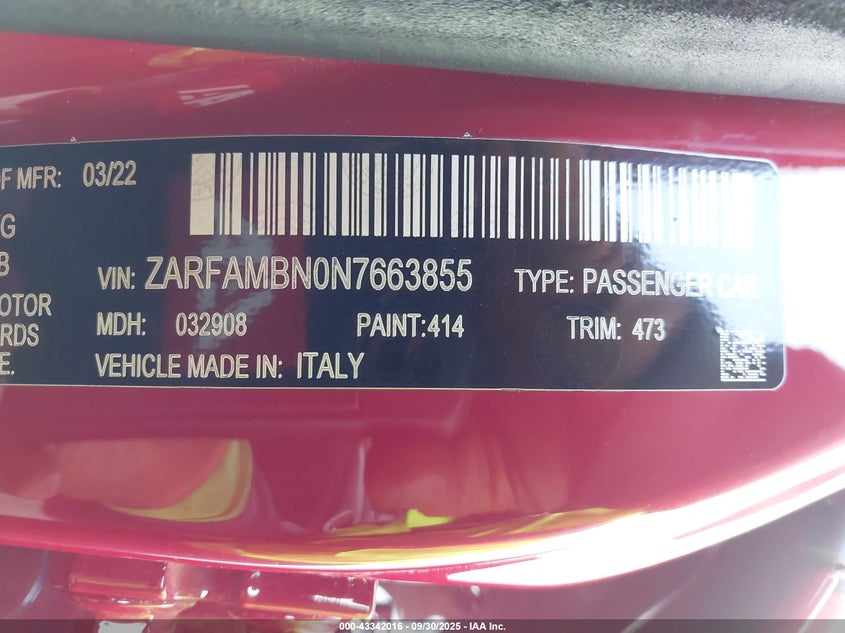 OF MFR: 03/22
G
B
VIN: ZARFAMBN0N7663855 TYPE: PASSENGER CAR
OTOR
MDH: 032908 PAINT:414 TRIM: 473
RDS
E.
VEHICLE MADE IN: ITALY
000-43342016 - 09/30/2025 - IAA Inc.